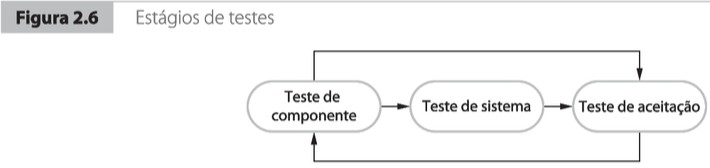 Figura 2.6 Estágios de testes
Teste de
componente
Teste de sistema
Teste de aceitação